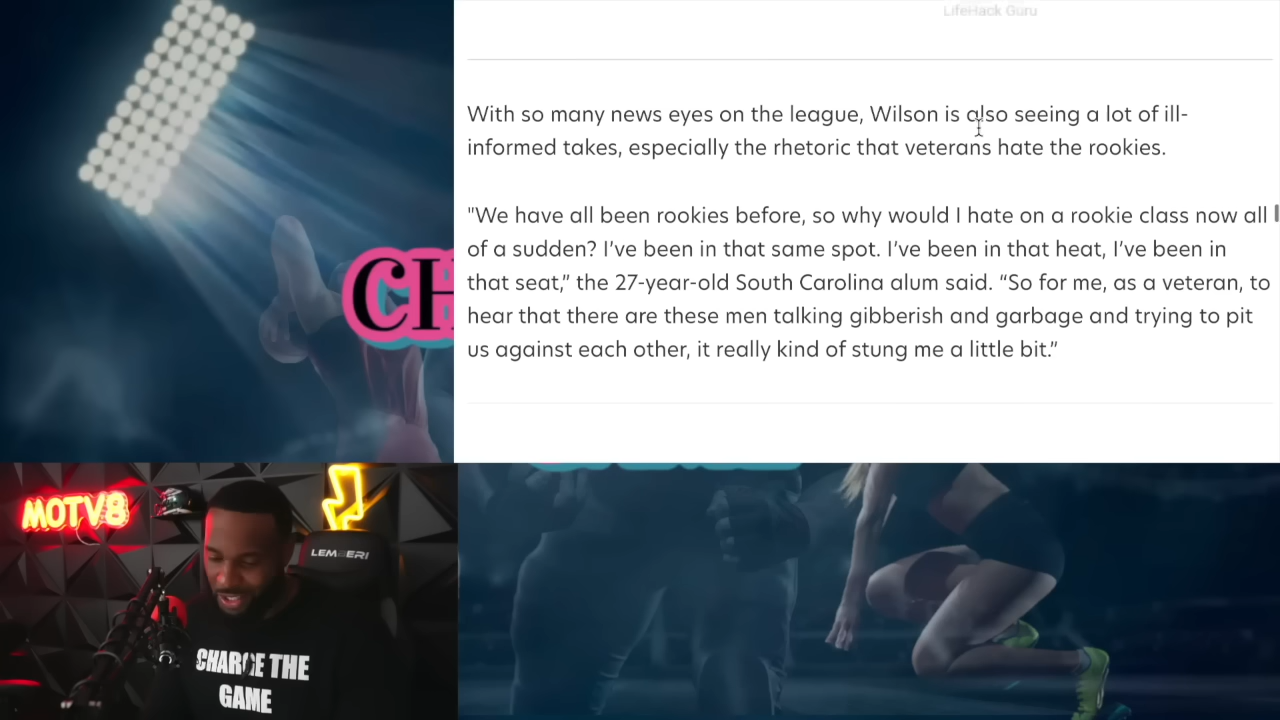 LifeHack Guru
With so many news eyes on the league, Wilson is also seeing a lot of ill-
informed takes, especially the rhetoric that veterans hate the rookies.
"We have all been rookies before, so why would I hate on a rookie class now all
of a sudden? I’ve been in that same spot. I’ve been in that heat, I’ve been in
that seat,” the 27-year-old South Carolina alum said. “So for me, as a veteran, to
hear that there are these men talking gibberish and garbage and trying to pit
us against each other, it really kind of stung me a little bit.”
CH
MOTV8
LEMBERI
CHARGE THE
GAME